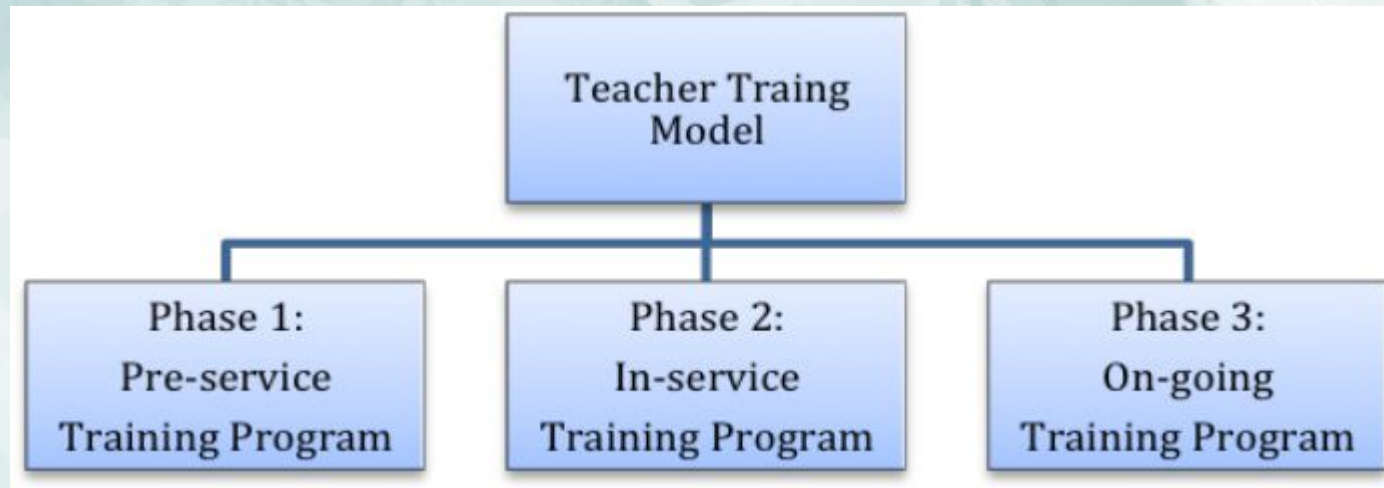 Teacher Traing
Model
Phase 1:
Pre-service
Training Program
Phase 2:
In-service
Training Program
Phase 3:
On-going
Training Program